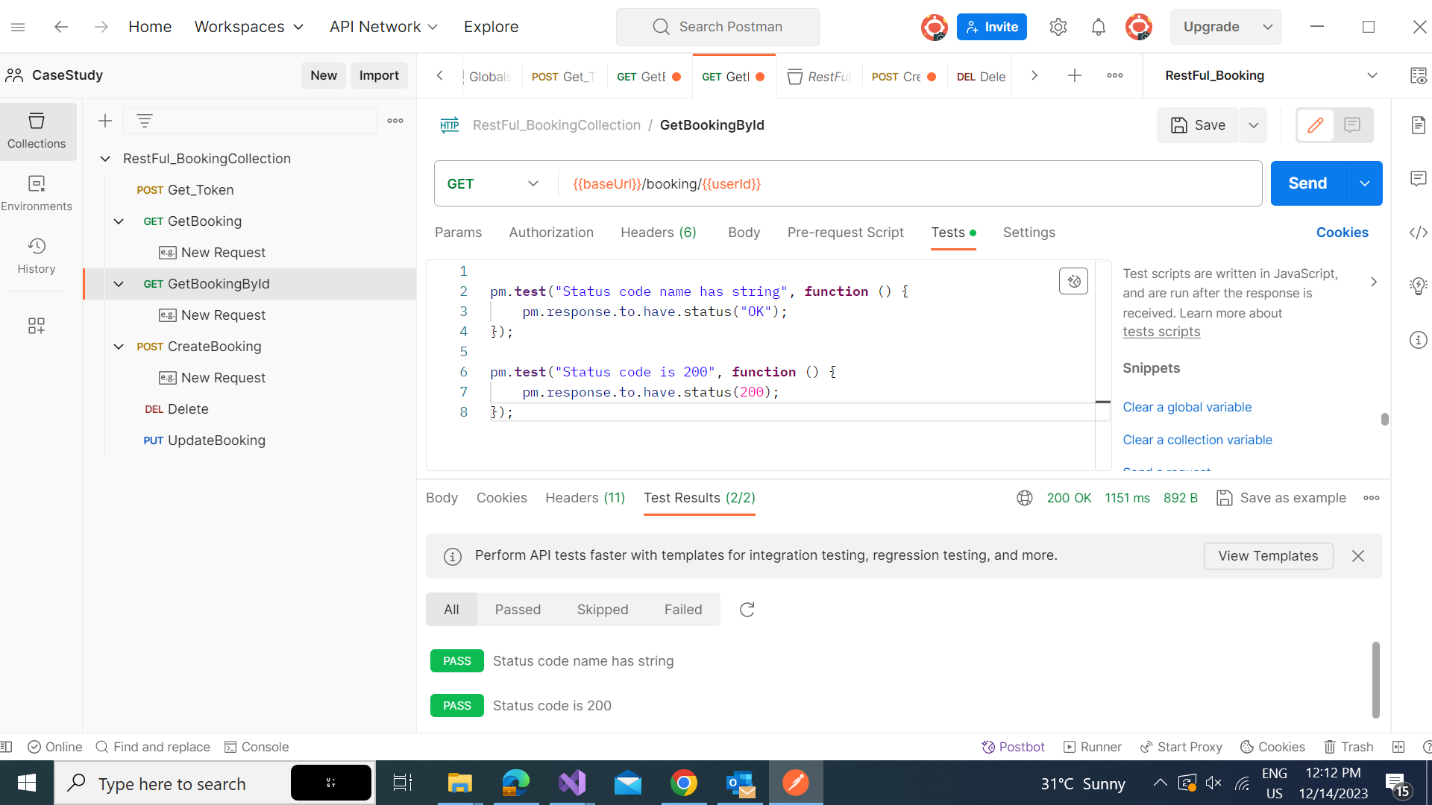 Home
Workspaces
API Network
Explore
Search Postman
Invite
Upgrade
CaseStudy
New
Import
Globals
POST Get_T
GET GetE
GET GetI
RestFu
POST Cre
DEL Dele
RestFul_Booking
Collections
Environments
History
RestFul_BookingCollection
POST Get_Token
GET GetBooking
e.g. New Request
GET GetBookingById
e.g. New Request
POST CreateBooking
e.g. New Request
DEL Delete
PUT UpdateBooking
HTTP RestFul_BookingCollection / GetBookingById
Save
GET
{{baseUrl}}/booking/{{userId}}
Send
Params Authorization Headers (6) Body Pre-request Script Tests Settings
Cookies
1
2 pm.test("Status code name has string", function () {
3 pm.response.to.have.status("OK");
4 });
5
6 pm.test("Status code is 200", function () {
7 pm.response.to.have.status(200);
8 });
Test scripts are written in JavaScript,
and are run after the response is
received. Learn more about
tests scripts
Snippets
Clear a global variable
Clear a collection variable
Send a request
Body Cookies Headers (11) Test Results (2/2)
200 OK 1151 ms 892 B Save as example
Perform API tests faster with templates for integration testing, regression testing, and more.
View Templates
All Passed Skipped Failed
PASS Status code name has string
PASS Status code is 200
Online Find and replace Console
Postbot Runner Start Proxy Cookies Trash
Type here to search
31°C Sunny
ENG
US
12:12 PM
12/14/2023
15